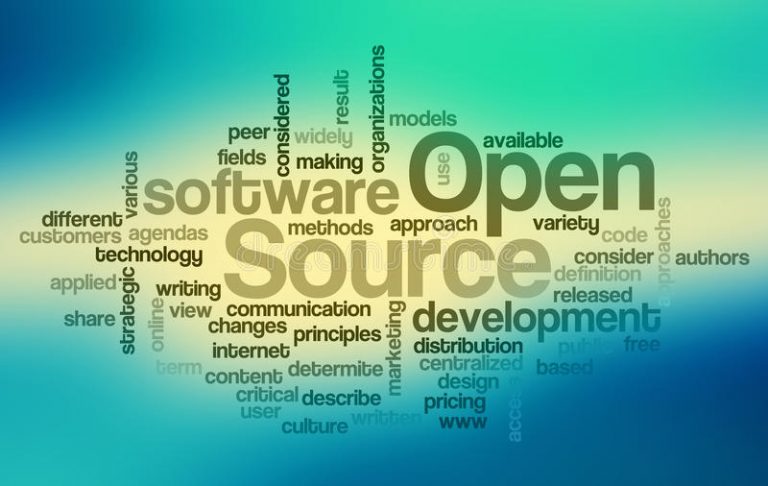 organizations
considered
result
models
peer
widely
available
Open
use
fields
making
various
software
different
methods
approach
variety
approaches
customers
agendas
Source
code
technology
consider
authors
definition
applied
strategic
writing
released
share
online
view
communication
marketing
development
changes
principles
internet
distribution
public
free
term
content
determite
centralized
based
design
access
critical
describe
pricing
user
written
www
culture